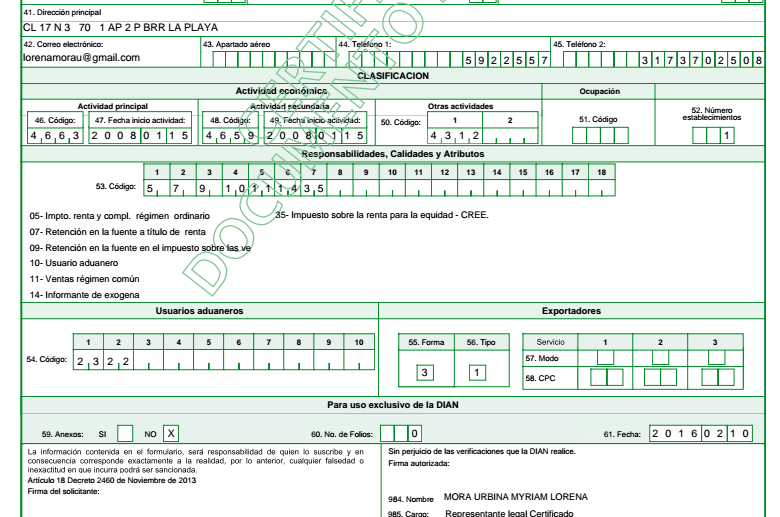 41. Dirección principal
CL 17 N 3 70 1 AP 2 P BRR LA PLAYA
42. Correo electrónico:
lorenamorau@gmail.com
43. Apartado aéreo
44. Teléfono 1:
5 9 2 2 5 5 7
45. Teléfono 2:
3 1 7 3 7 0 2 5 0 8
CLASIFICACION
Actividad económica
Ocupación
Actividad principal
Actividad secundaria
Otras actividades
52. Número establecimientos
46. Código:
47. Fecha inicio actividad:
48. Código:
49. Fecha inicio actividad:
50. Código:
1 2
51. Código
4 6 6 3
2 0 0 8 0 1 1 5
4 6 5 9
2 0 0 8 0 1 1 5
4 3 1 2
1
Responsabilidades, Calidades y Atributos
1 2 3 4 5 6 7 8 9 10 11 12 13 14 15 16 17 18
53. Código:
5 7 9 1 0 1 1 1 4 3 5
05- Impto. renta y compl. régimen ordinario
35- Impuesto sobre la renta para la equidad - CREE.
07- Retención en la fuente a título de renta
09- Retención en la fuente en el impuesto sobre las ve
10- Usuario aduanero
11- Ventas régimen común
14- Informante de exogena
Usuarios aduaneros
Exportadores
1 2 3 4 5 6 7 8 9 10
54. Código:
2 3 2 2
55. Forma
56. Tipo
3
1
Servicio 1 2 3
57. Modo
58. CPC
Para uso exclusivo de la DIAN
59. Anexos: SI NO X
60. No. de Folios: 0
61. Fecha: 2 0 1 6 0 2 1 0
La información contenida en el formulario, será responsabilidad de quien lo suscribe y en
consecuencia corresponde exactamente a la realidad, por lo anterior, cualquier falsedad o
inexactitud en que incurra podrá ser sancionada.
Artículo 18 Decreto 2460 de Noviembre de 2013
Firma del solicitante:
Sin perjuicio de las verificaciones que la DIAN realice.
Firma autorizada:
984. Nombre MORA URBINA MYRIAM LORENA
985. Cargo: Representante legal Certificado